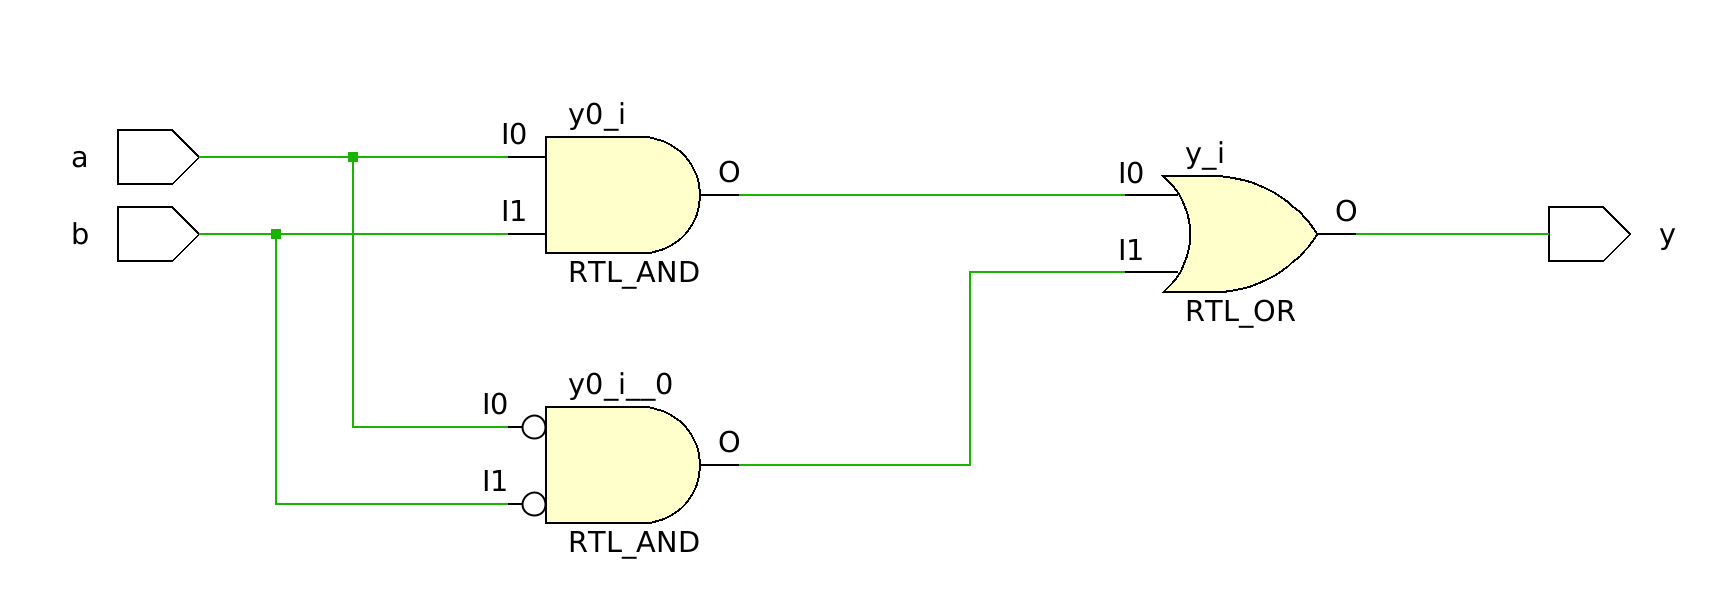 y0_i
a
I0
O
b
I1
RTL_AND
y_i
I0
I1
O
y
RTL_OR
y0_i__0
I0
I1
O
RTL_AND